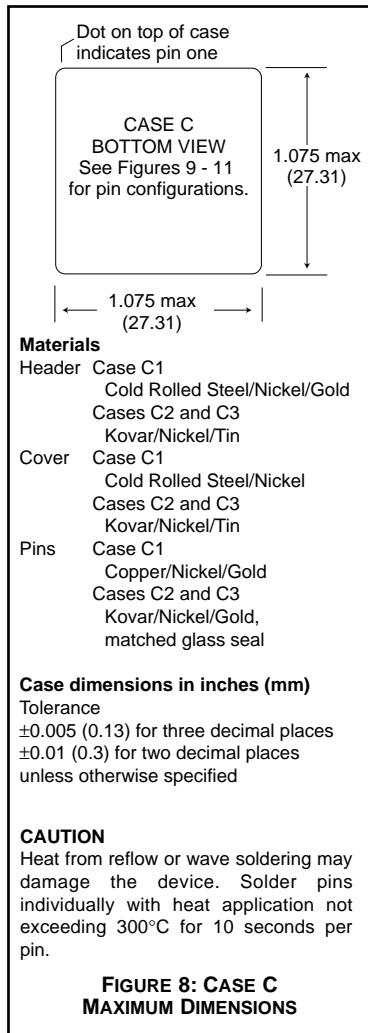 Dot on top of case
indicates pin one
CASE C
BOTTOM VIEW
See Figures 9 - 11
for pin configurations.
1.075 max
(27.31)
1.075 max
(27.31)
Materials
Header Case C1
Cold Rolled Steel/Nickel/Gold
Cases C2 and C3
Kovar/Nickel/Tin
Cover Case C1
Cold Rolled Steel/Nickel
Cases C2 and C3
Kovar/Nickel/Tin
Pins Case C1
Copper/Nickel/Gold
Cases C2 and C3
Kovar/Nickel/Gold,
matched glass seal
Case dimensions in inches (mm)
Tolerance
±0.005 (0.13) for three decimal places
±0.01 (0.3) for two decimal places
unless otherwise specified
CAUTION
Heat from reflow or wave soldering may
damage the device. Solder pins
individually with heat application not
exceeding 300°C for 10 seconds per
pin.
FIGURE 8: CASE C
MAXIMUM DIMENSIONS